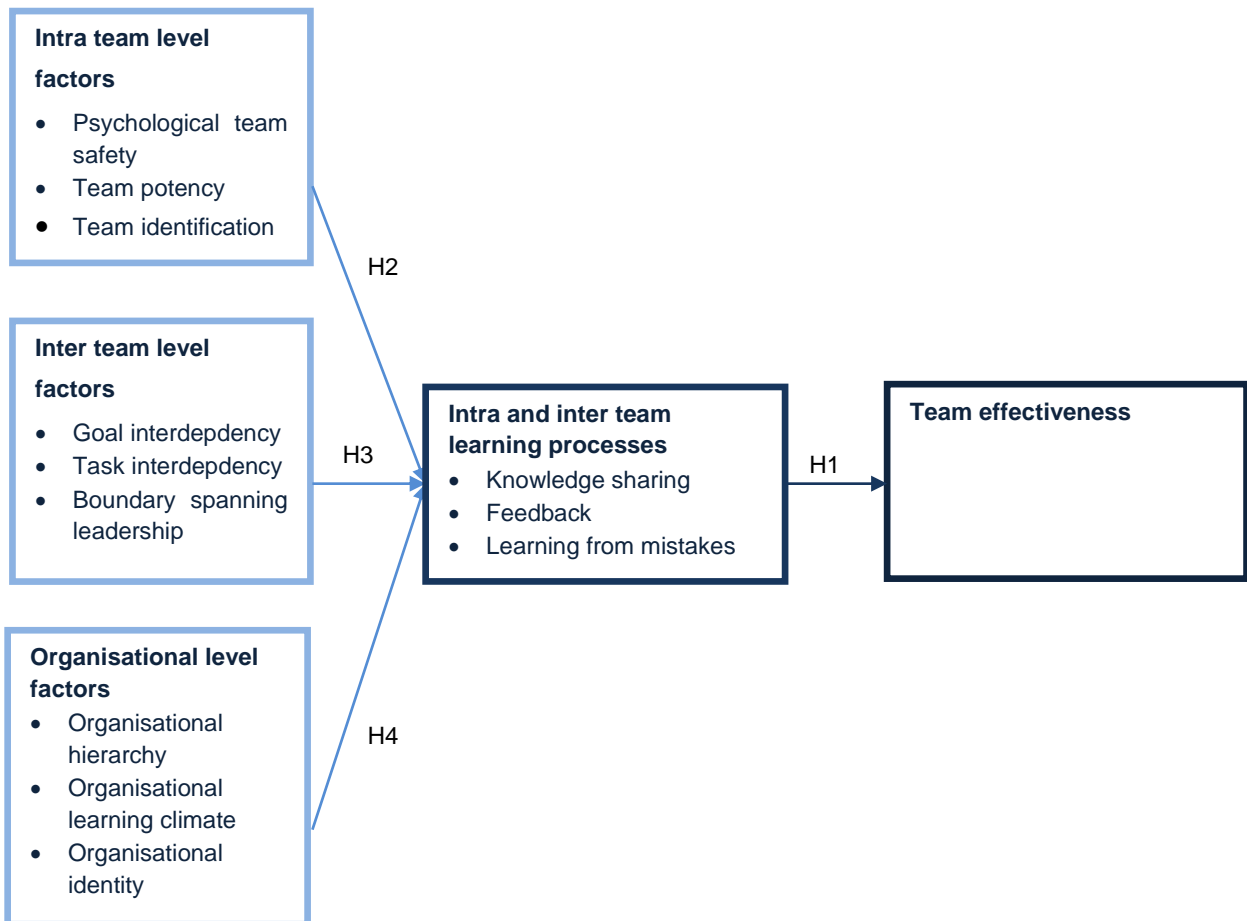 Intra team level
factors
• Psychological team
safety
• Team potency
• Team identification
H2
Inter team level
factors
• Goal interdepdency
• Task interdepdency
• Boundary spanning
leadership
H3
Intra and inter team
learning processes
• Knowledge sharing
• Feedback
• Learning from mistakes
H1
Team effectiveness
Organisational level
factors
• Organisational
hierarchy
• Organisational
learning climate
• Organisational
identity
H4